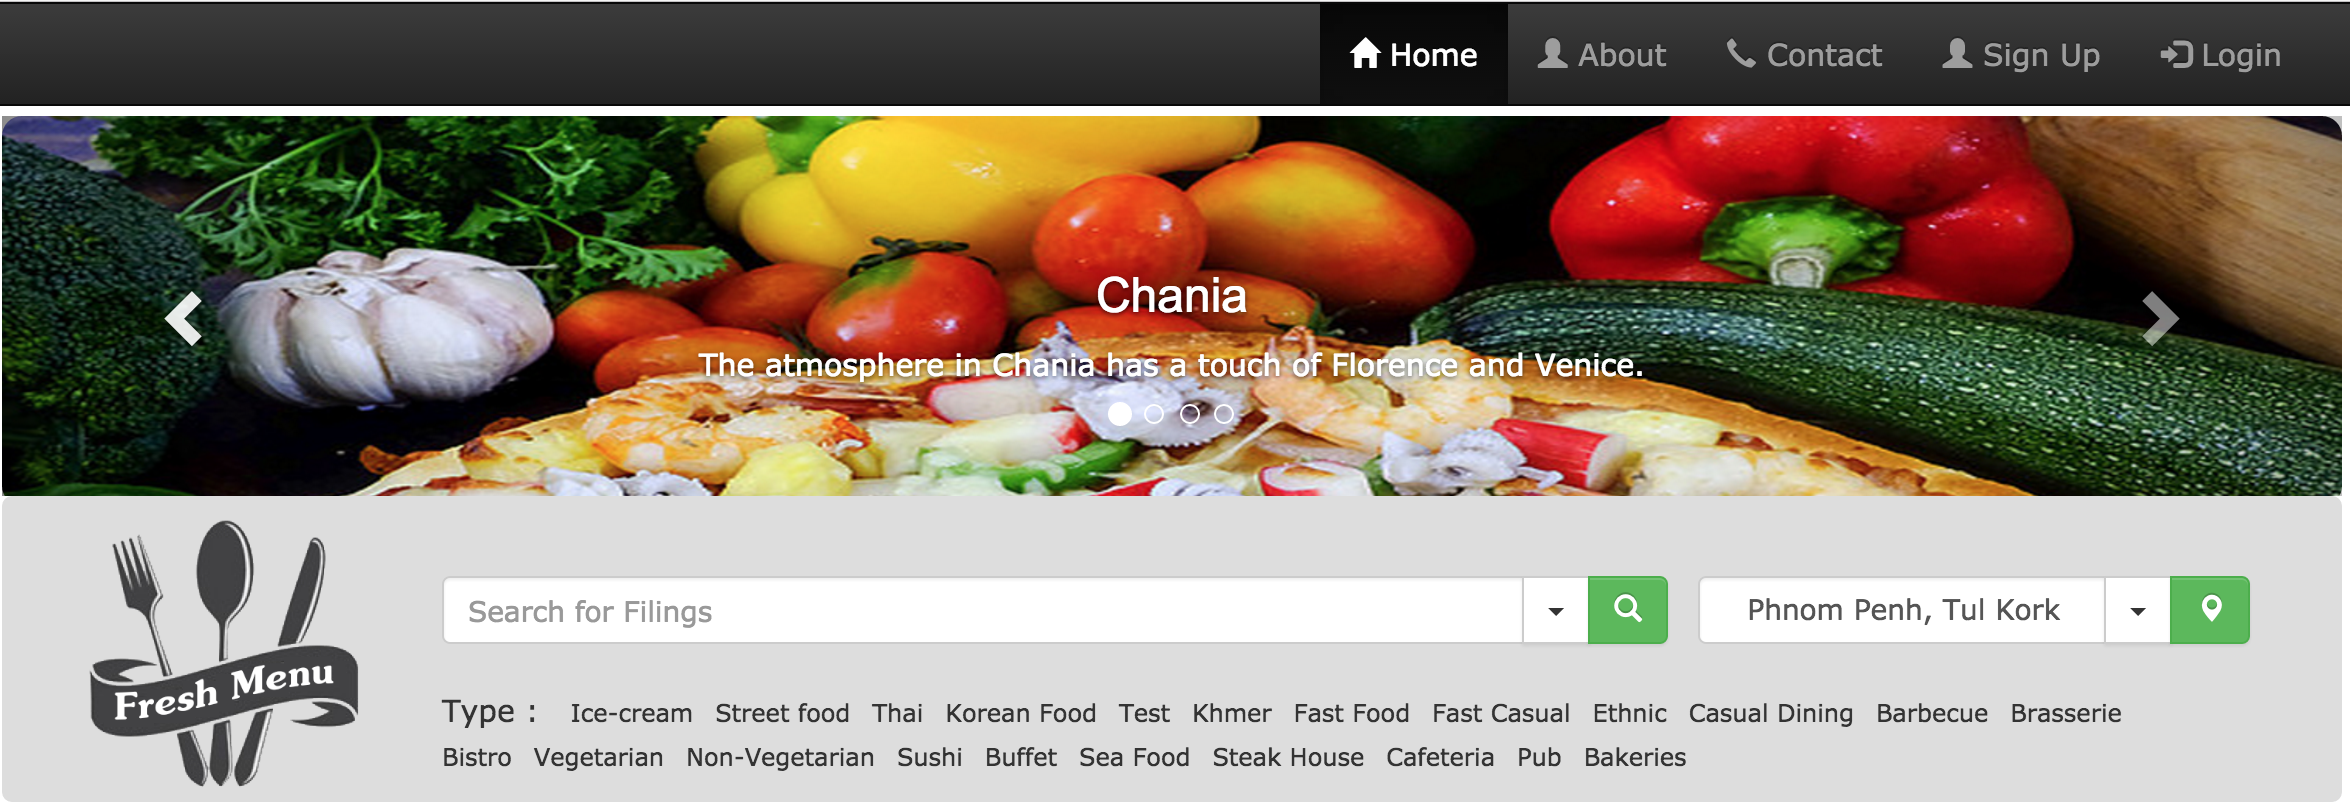 Home About Contact Sign Up Login
Chania
The atmosphere in Chania has a touch of Florence and Venice.
Fresh Menu
Search for Filings
Phnom Penh, Tul Kork
Type : Ice-cream Street food Thai Korean Food Test Khmer Fast Food Fast Casual Ethnic Casual Dining Barbecue Brasserie
Bistro Vegetarian Non-Vegetarian Sushi Buffet Sea Food Steak House Cafeteria Pub Bakeries